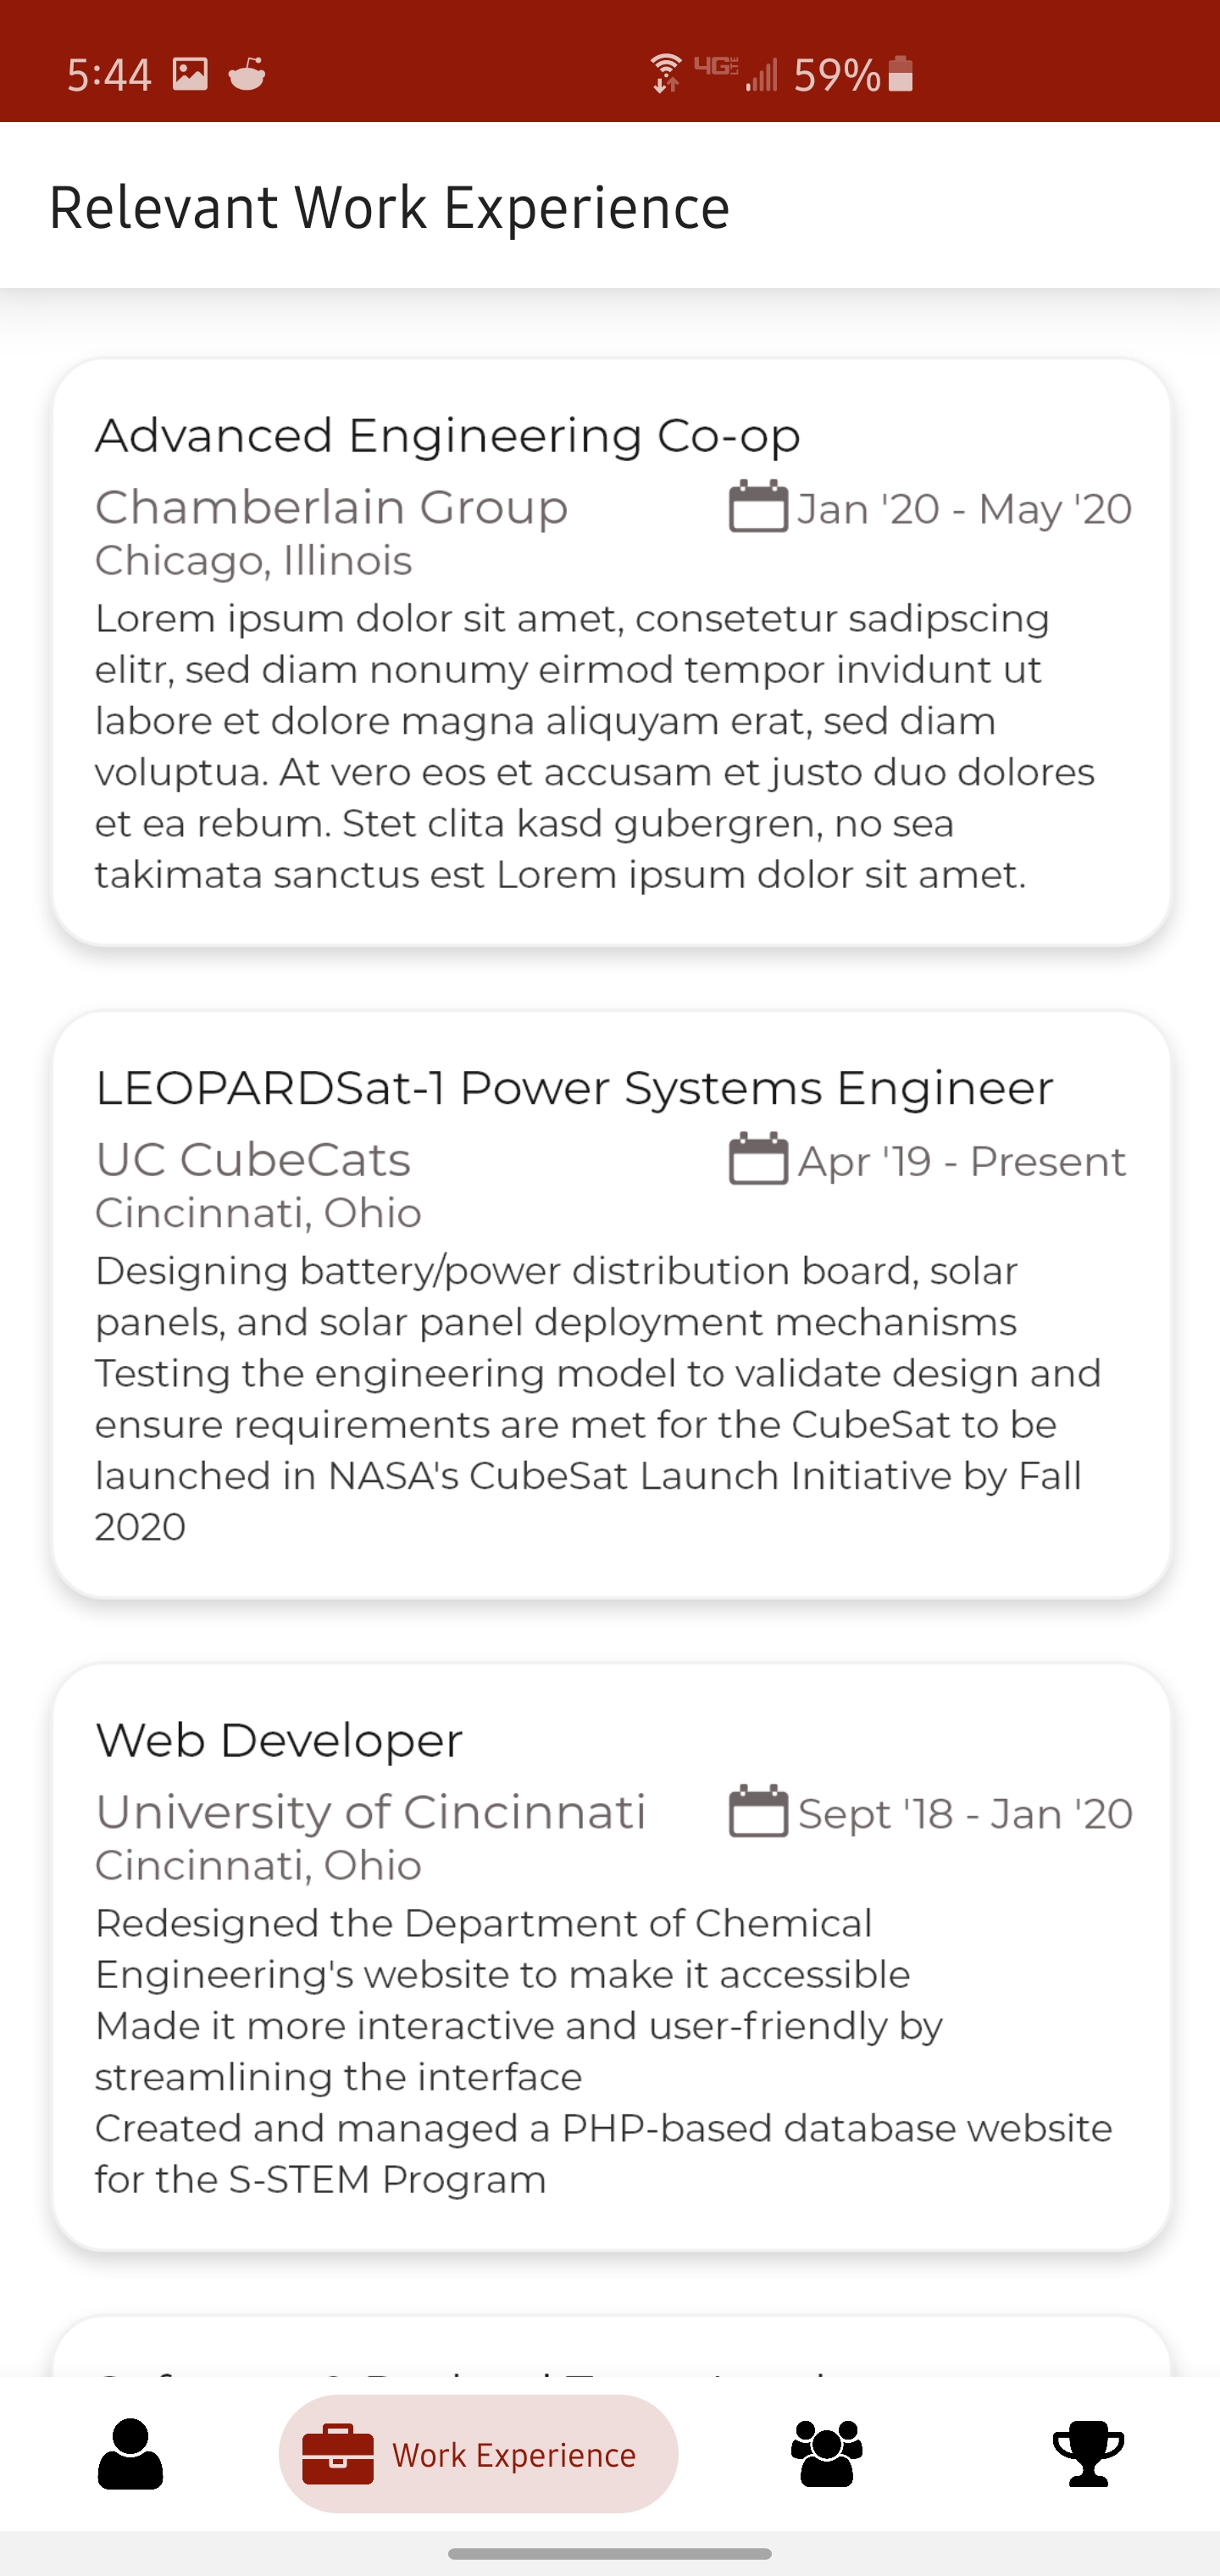 5:44 4G LTE 59%
Relevant Work Experience
Advanced Engineering Co-op
Chamberlain Group Jan '20 - May '20
Chicago, Illinois
Lorem ipsum dolor sit amet, consetetur sadipscing
elitr, sed diam nonumy eirmod tempor invidunt ut
labore et dolore magna aliquyam erat, sed diam
voluptua. At vero eos et accusam et justo duo dolores
et ea rebum. Stet clita kasd gubergren, no sea
takimata sanctus est Lorem ipsum dolor sit amet.
LEOPARDSat-1 Power Systems Engineer
UC CubeCats Apr '19 - Present
Cincinnati, Ohio
Designing battery/power distribution board, solar
panels, and solar panel deployment mechanisms
Testing the engineering model to validate design and
ensure requirements are met for the CubeSat to be
launched in NASA's CubeSat Launch Initiative by Fall
2020
Web Developer
University of Cincinnati Sept '18 - Jan '20
Cincinnati, Ohio
Redesigned the Department of Chemical
Engineering's website to make it accessible
Made it more interactive and user-friendly by
streamlining the interface
Created and managed a PHP-based database website
for the S-STEM Program
Work Experience